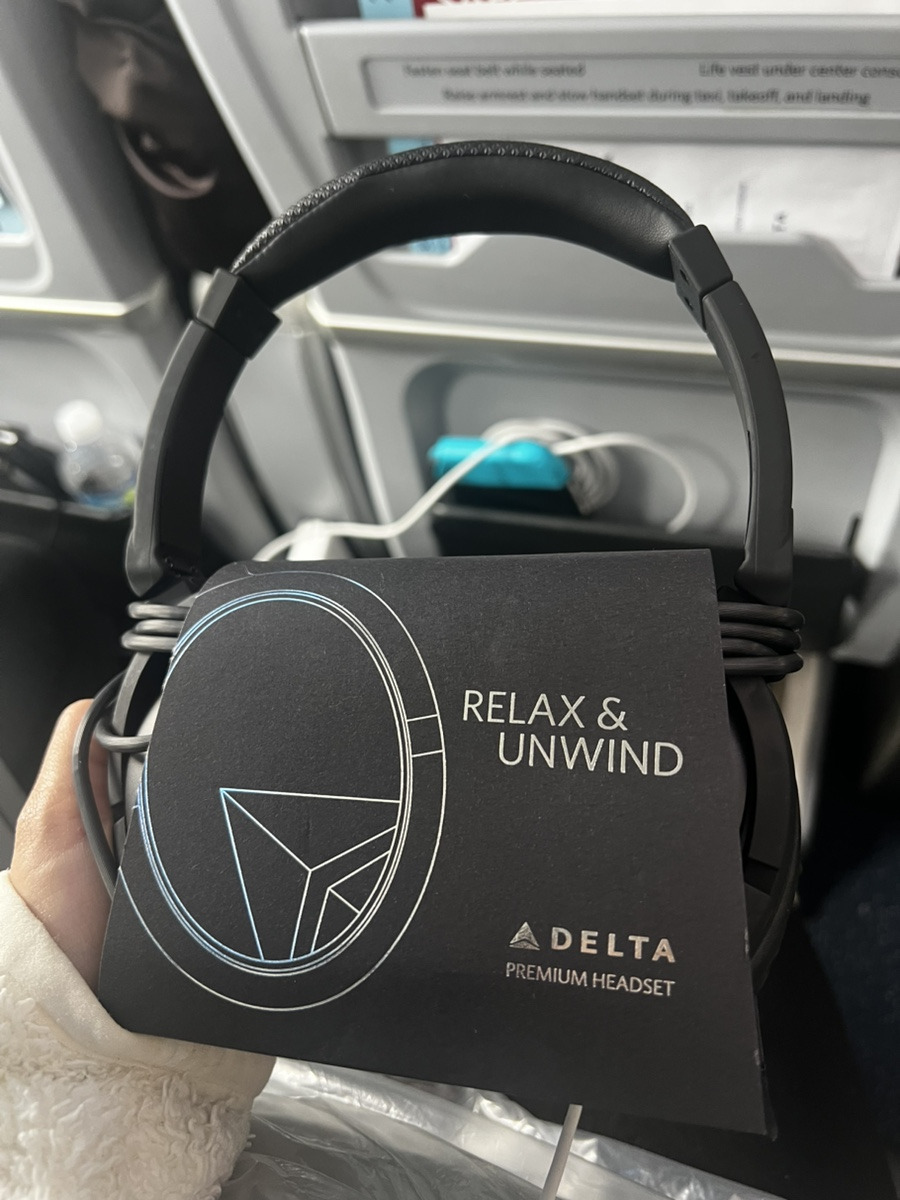 Fasten seat belt while seated
Life vest under center conso
Raise armrest and stow handset during taxi, takeoff, and landing
RELAX &
UNWIND
DELTA
PREMIUM HEADSET